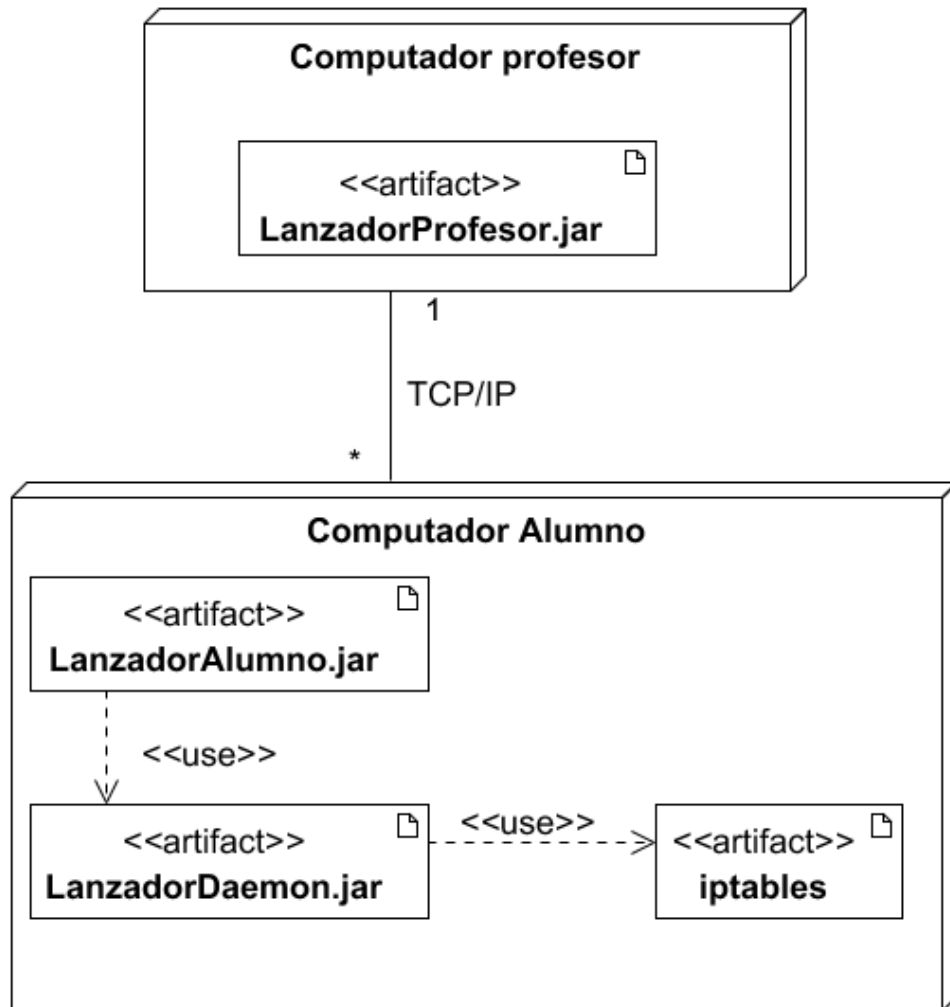 Computador profesor
<<artifact>>
LanzadorProfesor.jar
1
TCP/IP
*
Computador Alumno
<<artifact>>
LanzadorAlumno.jar
<<use>>
<<artifact>>
LanzadorDaemon.jar
<<use>>
<<artifact>>
iptables